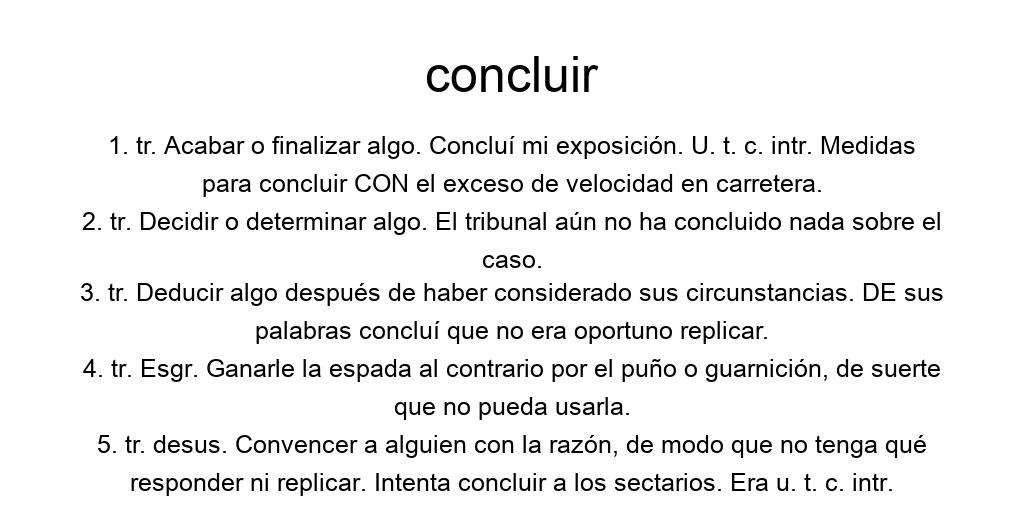 concluir
1. tr. Acabar o finalizar algo. Concluí mi exposición. U. t. c. intr. Medidas
para concluir CON el exceso de velocidad en carretera.
2. tr. Decidir o determinar algo. El tribunal aún no ha concluido nada sobre el
caso.
3. tr. Deducir algo después de haber considerado sus circunstancias. DE sus
palabras concluí que no era oportuno replicar.
4. tr. Esgr. Ganarle la espada al contrario por el puño o guarnición, de suerte
que no pueda usarla.
5. tr. desus. Convencer a alguien con la razón, de modo que no tenga qué
responder ni replicar. Intenta concluir a los sectarios. Era u. t. c. intr.